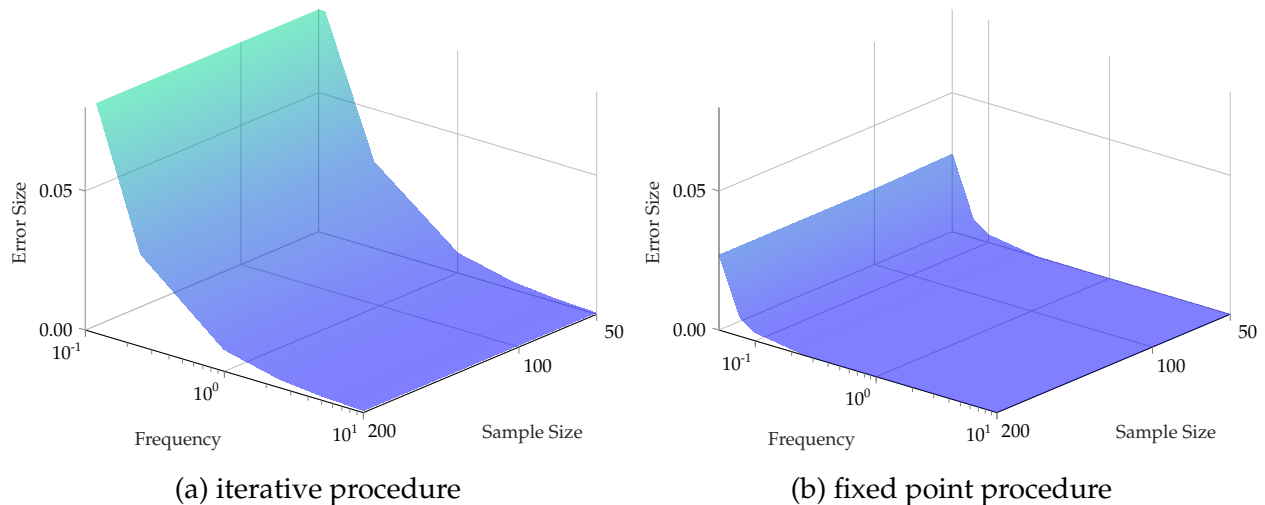 0.05
0.00
Error Size
10^-1
10^0
10^1
Frequency
200
100
50
Sample Size
(a) iterative procedure
0.05
0.00
Error Size
10^-1
10^0
10^1
Frequency
200
100
50
Sample Size
(b) fixed point procedure